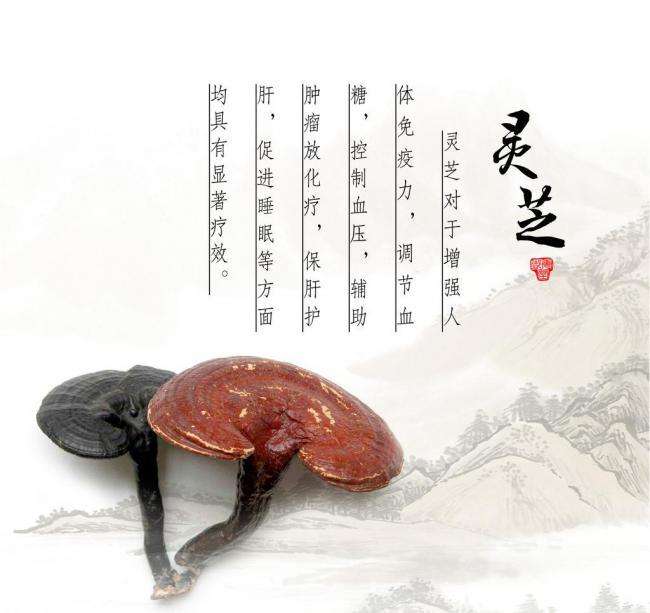 灵芝
灵芝对于增强人
体免疫力，调节血
糖，控制血压，辅助
肿瘤放化疗，保肝护
肝，促进睡眠等方面
均具有显著疗效。